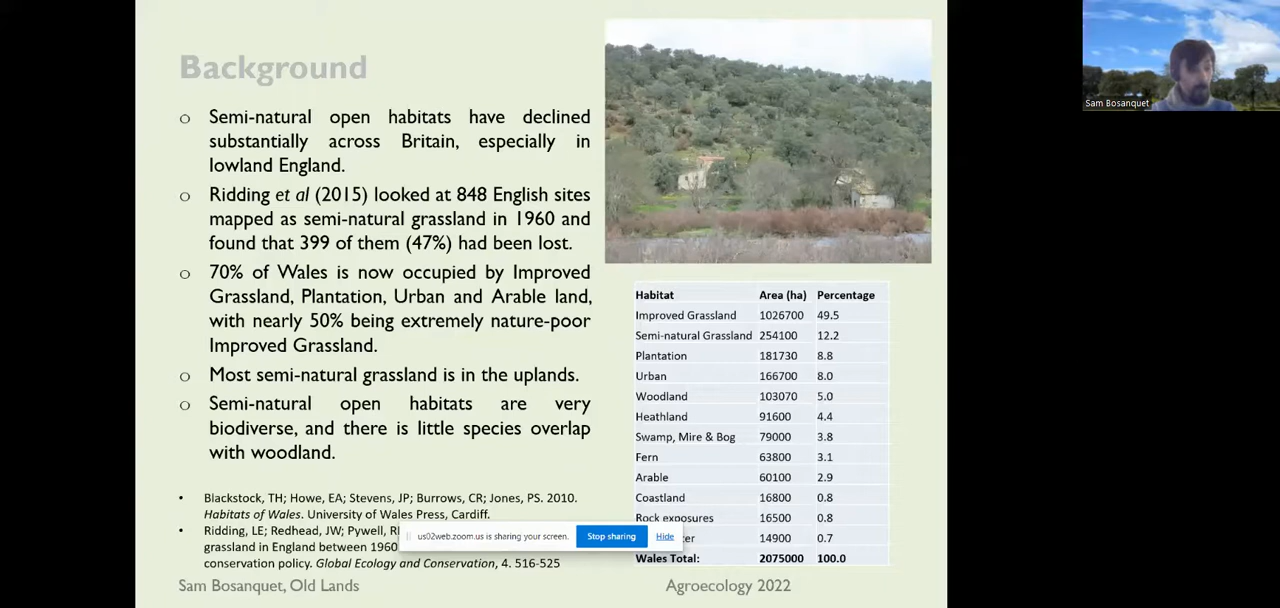 Background
Semi-natural open habitats have declined
substantially across Britain, especially in
lowland England.
Ridding et al (2015) looked at 848 English sites
mapped as semi-natural grassland in 1960 and
found that 399 of them (47%) had been lost.
70% of Wales is now occupied by Improved
Grassland, Plantation, Urban and Arable land,
with nearly 50% being extremely nature-poor
Improved Grassland.
Most semi-natural grassland is in the uplands.
Semi-natural open habitats are very
biodiverse, and there is little species overlap
with woodland.
Blackstock, TH; Howe, EA; Stevens, JP; Burrows, CR; Jones, PS. 2010.
Habitats of Wales. University of Wales Press, Cardiff.
Ridding, LE; Redhead, JW; Pywell, R
grassland in England between 1960
conservation policy. Global Ecology and Conservation, 4. 516-525
Habitat Area (ha) Percentage
Improved Grassland 1026700 49.5
Semi-natural Grassland 254100 12.2
Plantation 181730 8.8
Urban 166700 8.0
Woodland 103070 5.0
Heathland 91600 4.4
Swamp, Mire & Bog 79000 3.8
Fern 63800 3.1
Arable 60100 2.9
Coastland 16800 0.8
Rock exposures 16500 0.8
14900 0.7
Wales Total: 2075000 100.0
us02web.zoom.us is sharing your screen. Stop sharing Hide
Sam Bosanquet, Old Lands
Agroecology 2022
Sam Bosanquet